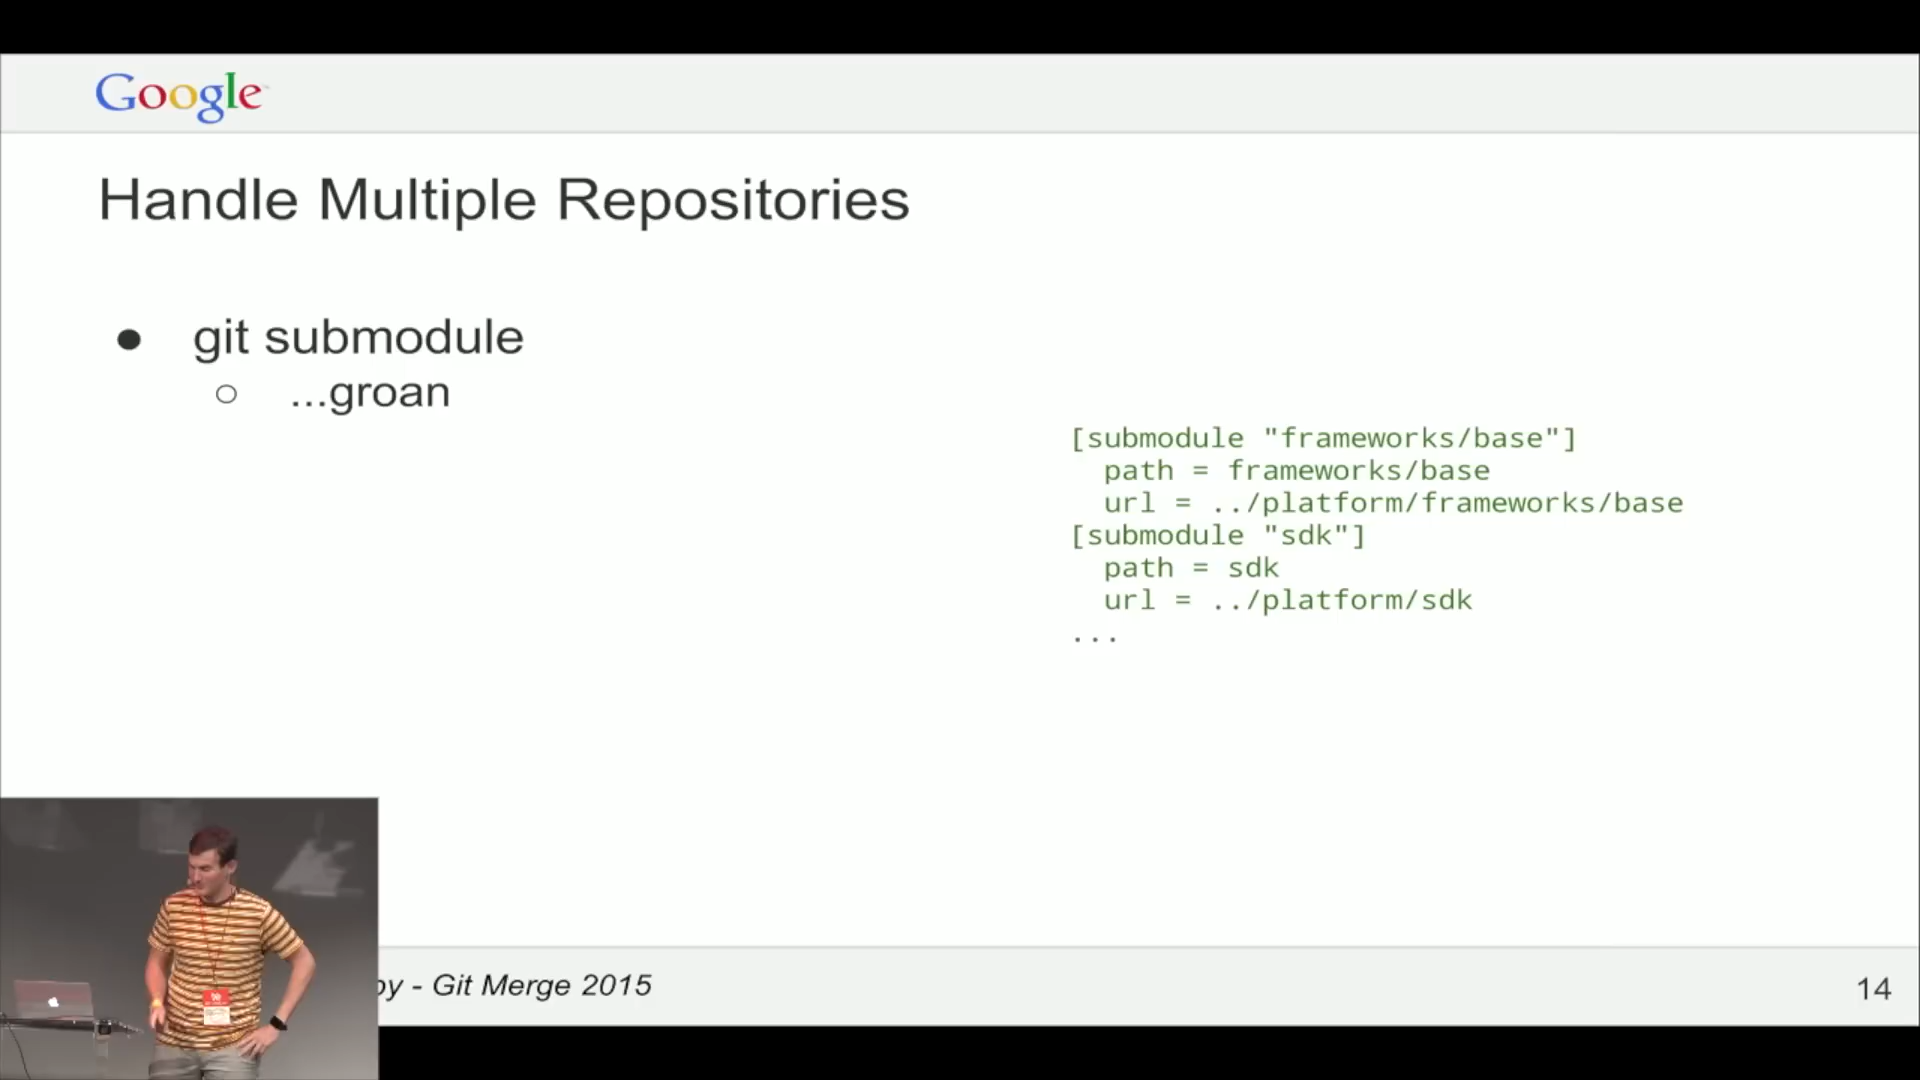 Google
Handle Multiple Repositories
● git submodule
○ ...groan
[submodule "frameworks/base"]
path = frameworks/base
url = ../platform/frameworks/base
[submodule "sdk"]
path = sdk
url = ../platform/sdk
...
- Git Merge 2015
14